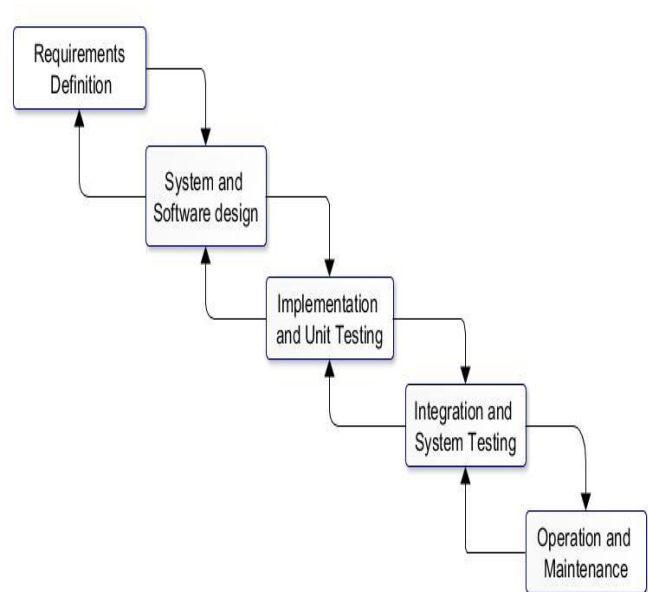 Requirements
Definition
System and
Software design
Implementation
and Unit Testing
Integration and
System Testing
Operation and
Maintenance